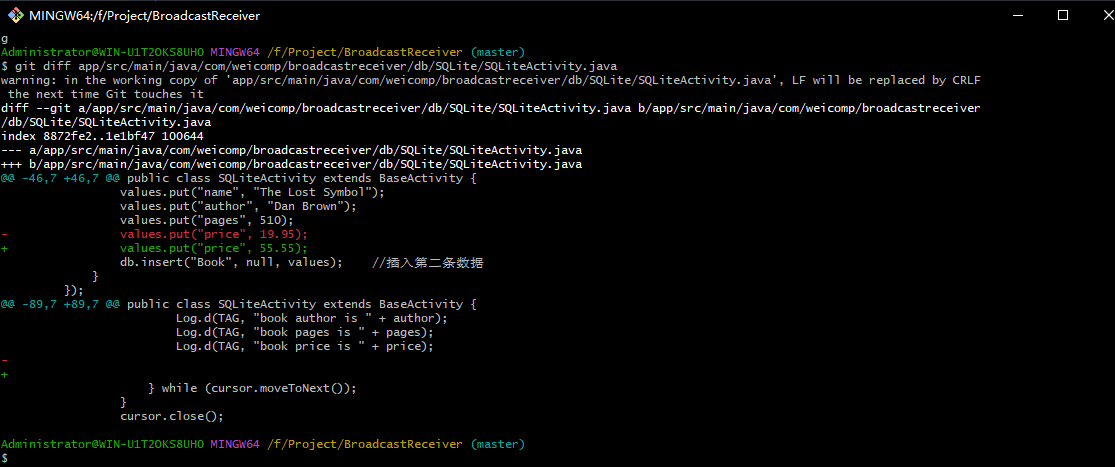 MINGW64:/f/Project/BroadcastReceiver
g
Administrator@WIN-U1T2OKS8UHO MINGW64 /f/Project/BroadcastReceiver (master)
$ git diff app/src/main/java/com/weicomp/broadcastreceiver/db/SQLite/SQLiteActivity.java
warning: in the working copy of 'app/src/main/java/com/weicomp/broadcastreceiver/db/SQLite/SQLiteActivity.java', LF will be replaced by CRLF
 the next time Git touches it
diff --git a/app/src/main/java/com/weicomp/broadcastreceiver/db/SQLite/SQLiteActivity.java b/app/src/main/java/com/weicomp/broadcastreceiver
/db/SQLite/SQLiteActivity.java
index 8872fe2..1e1bf47 100644
--- a/app/src/main/java/com/weicomp/broadcastreceiver/db/SQLite/SQLiteActivity.java
+++ b/app/src/main/java/com/weicomp/broadcastreceiver/db/SQLite/SQLiteActivity.java
@@ -46,7 +46,7 @@ public class SQLiteActivity extends BaseActivity {
                 values.put("name", "The Lost Symbol");
                 values.put("author", "Dan Brown");
                 values.put("pages", 510);
-                values.put("price", 19.95);
+                values.put("price", 55.55);
                 db.insert("Book", null, values);    //插入第二条数据
             }
         });
@@ -89,7 +89,7 @@ public class SQLiteActivity extends BaseActivity {
                         Log.d(TAG, "book author is " + author);
                         Log.d(TAG, "book pages is " + pages);
                         Log.d(TAG, "book price is " + price);
-
+
                     } while (cursor.moveToNext());
                 }
                 cursor.close();
Administrator@WIN-U1T2OKS8UHO MINGW64 /f/Project/BroadcastReceiver (master)
$